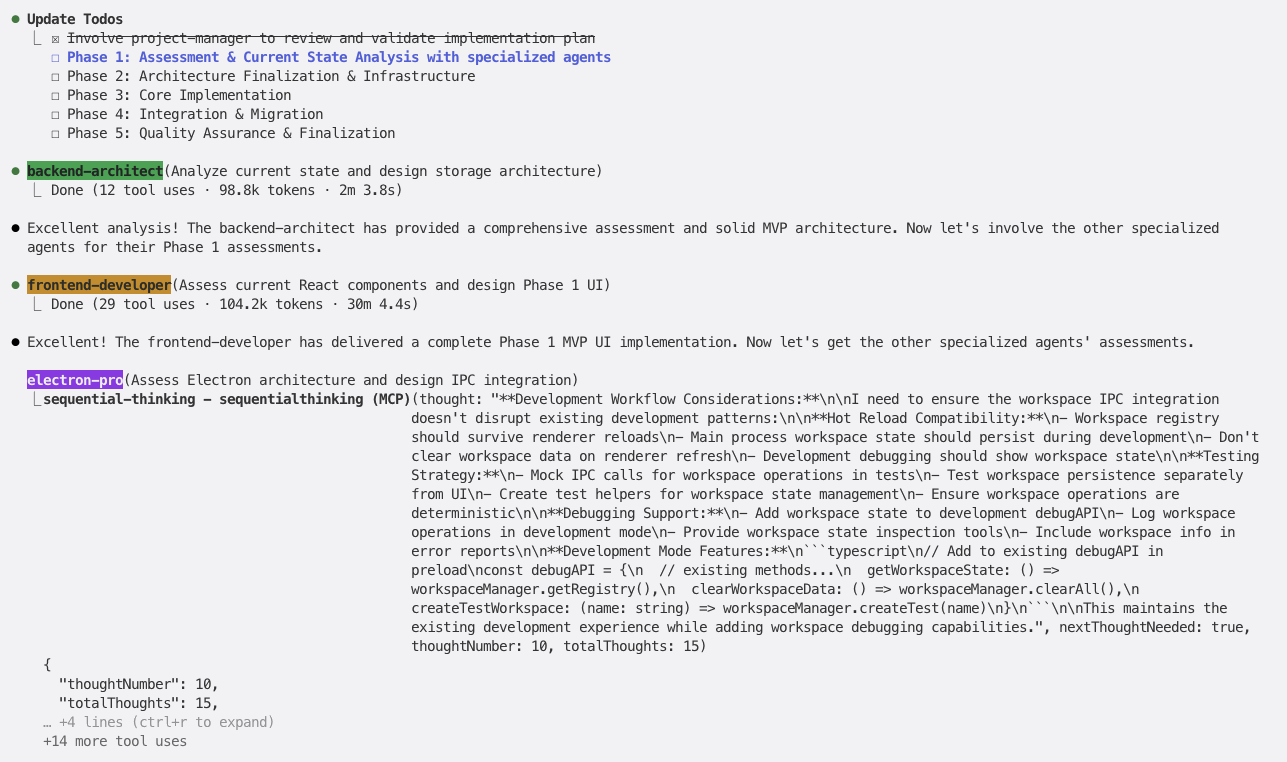 ● Update Todos
⎿ ☒ Involve project-manager to review and validate implementation plan
☐ Phase 1: Assessment & Current State Analysis with specialized agents
☐ Phase 2: Architecture Finalization & Infrastructure
☐ Phase 3: Core Implementation
☐ Phase 4: Integration & Migration
☐ Phase 5: Quality Assurance & Finalization
● backend-architect(Analyze current state and design storage architecture)
⎿ Done (12 tool uses · 98.8k tokens · 2m 3.8s)
● Excellent analysis! The backend-architect has provided a comprehensive assessment and solid MVP architecture. Now let's involve the other specialized
agents for their Phase 1 assessments.
● frontend-developer(Assess current React components and design Phase 1 UI)
⎿ Done (29 tool uses · 104.2k tokens · 30m 4.4s)
● Excellent! The frontend-developer has delivered a complete Phase 1 MVP UI implementation. Now let's get the other specialized agents' assessments.
electron-pro(Assess Electron architecture and design IPC integration)
⎿ sequential-thinking - sequentialthinking (MCP)(thought: "**Development Workflow Considerations:**\n\nI need to ensure the workspace IPC integration
doesn't disrupt existing development patterns:\n\n**Hot Reload Compatibility:**\n- Workspace registry
should survive renderer reloads\n- Main process workspace state should persist during development\n- Don't
clear workspace data on renderer refresh\n- Development debugging should show workspace state\n\n**Testing
Strategy:**\n- Mock IPC calls for workspace operations in tests\n- Test workspace persistence separately
from UI\n- Create test helpers for workspace state management\n- Ensure workspace operations are
deterministic\n\n**Debugging Support:**\n- Add workspace state to development debugAPI\n- Log workspace
operations in development mode\n- Provide workspace state inspection tools\n- Include workspace info in
error reports\n\n**Development Mode Features:**\n```typescript\n// Add to existing debugAPI in
preload\nconst debugAPI = {\n  // existing methods...\n  getWorkspaceState: () =>
workspaceManager.getRegistry(),\n  clearWorkspaceData: () => workspaceManager.clearAll(),\n
createTestWorkspace: (name: string) => workspaceManager.createTest(name)\n}\n```\n\nThis maintains the
existing development experience while adding workspace debugging capabilities.", nextThoughtNeeded: true,
thoughtNumber: 10, totalThoughts: 15)
{
"thoughtNumber": 10,
"totalThoughts": 15,
… +4 lines (ctrl+r to expand)
+14 more tool uses